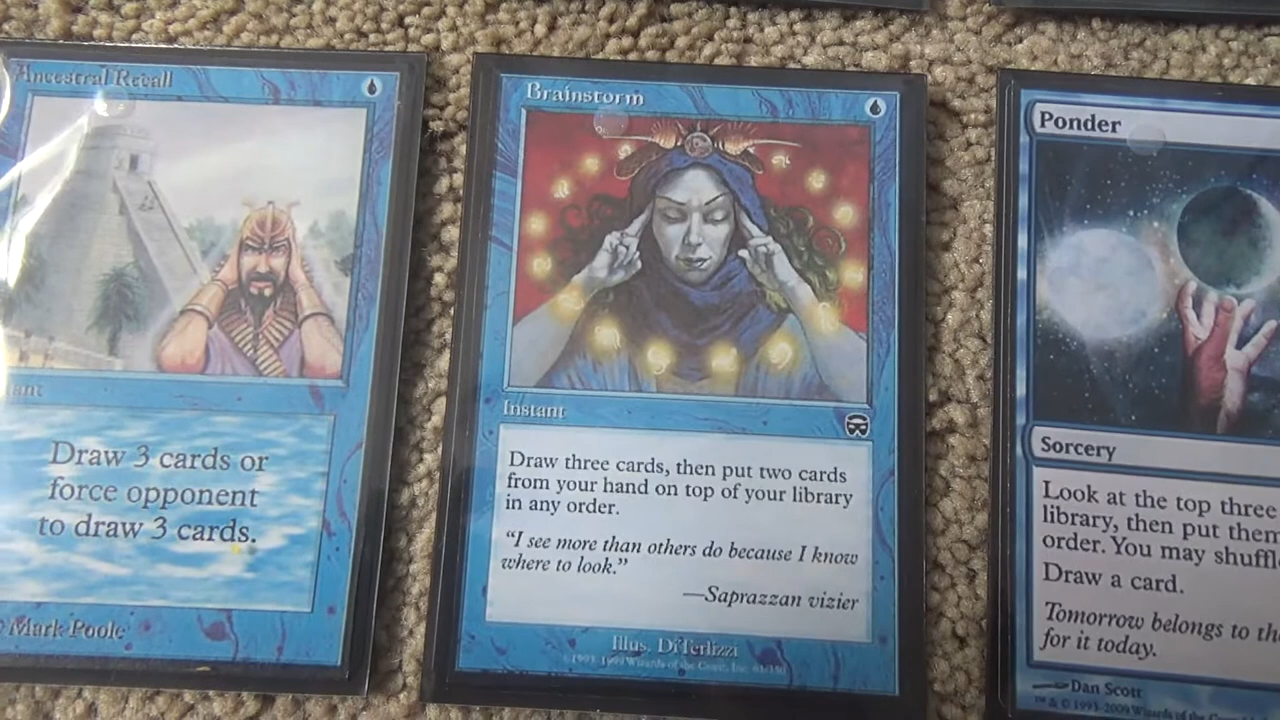 Ancestral Recall
Draw 3 cards or
force opponent
to draw 3 cards.
Mark Poole
Brainstorm
Instant
Draw three cards, then put two cards
from your hand on top of your library
in any order.
“I see more than others do because I know
where to look.”
—Saprazzan vizier
Illus. DiTerlizzi
Ponder
Sorcery
Look at the top three
library, then put them
order. You may
Draw a card.
Tomorrow belongs to
for it today.
Dan Scott